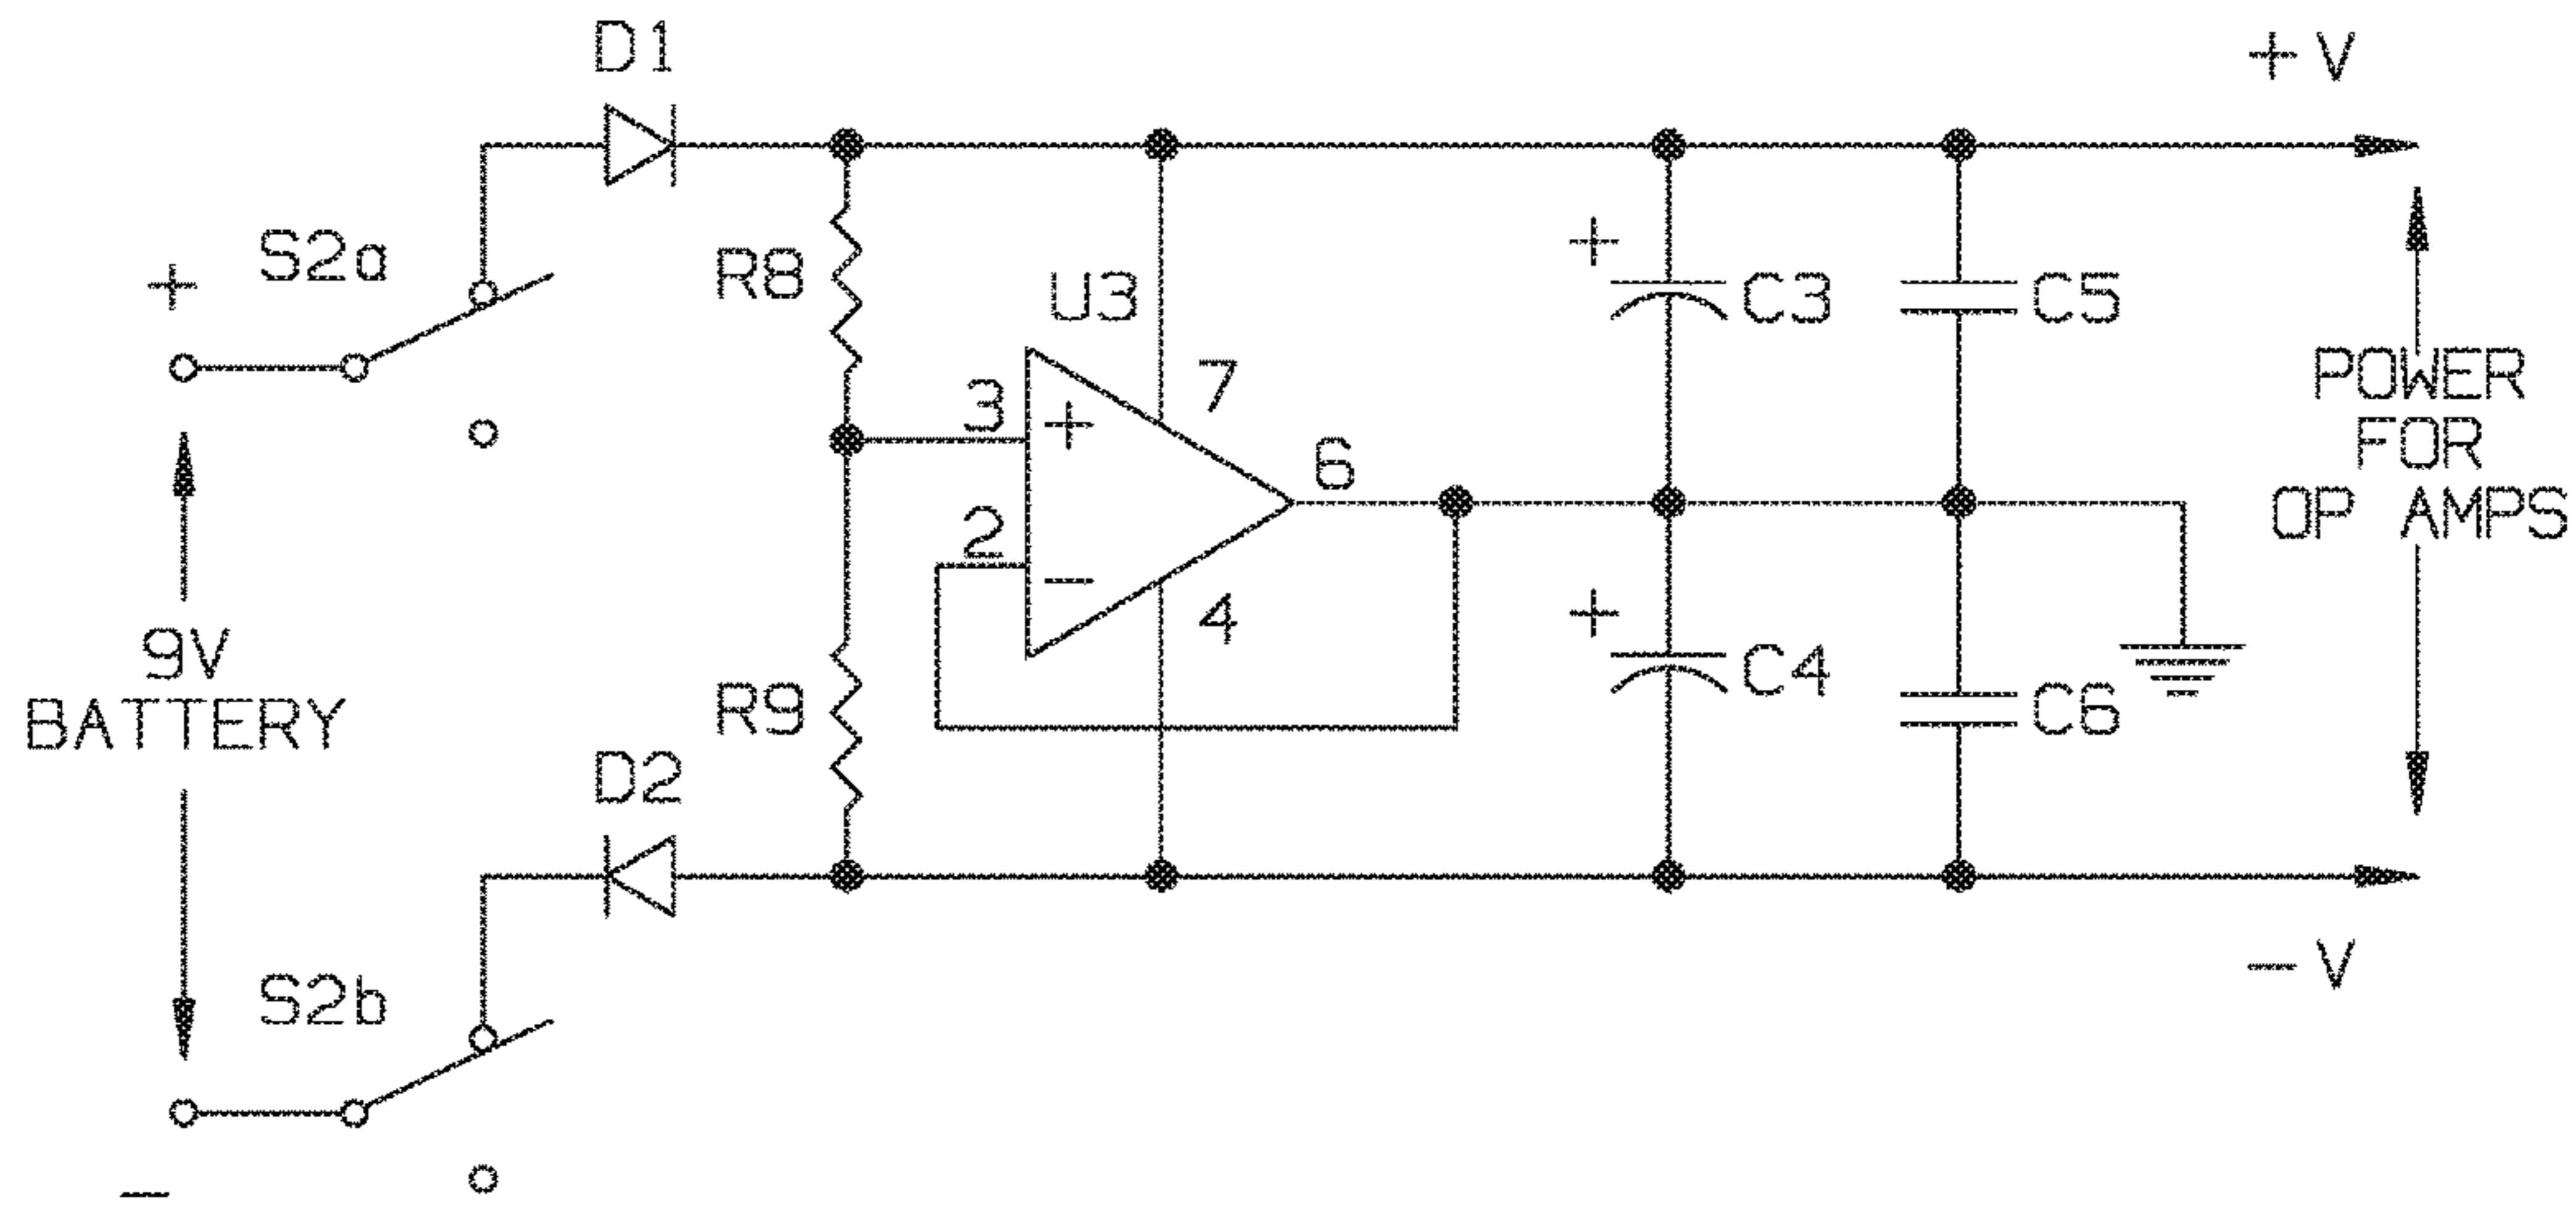 D1
+ V
S2a
+
R8
U3
+
C3
C5
7
3
+
POWER
FOR
OP AMPS
6
2
−
4
+
C4
9V
BATTERY
R9
C6
D2
− V
S2b
−